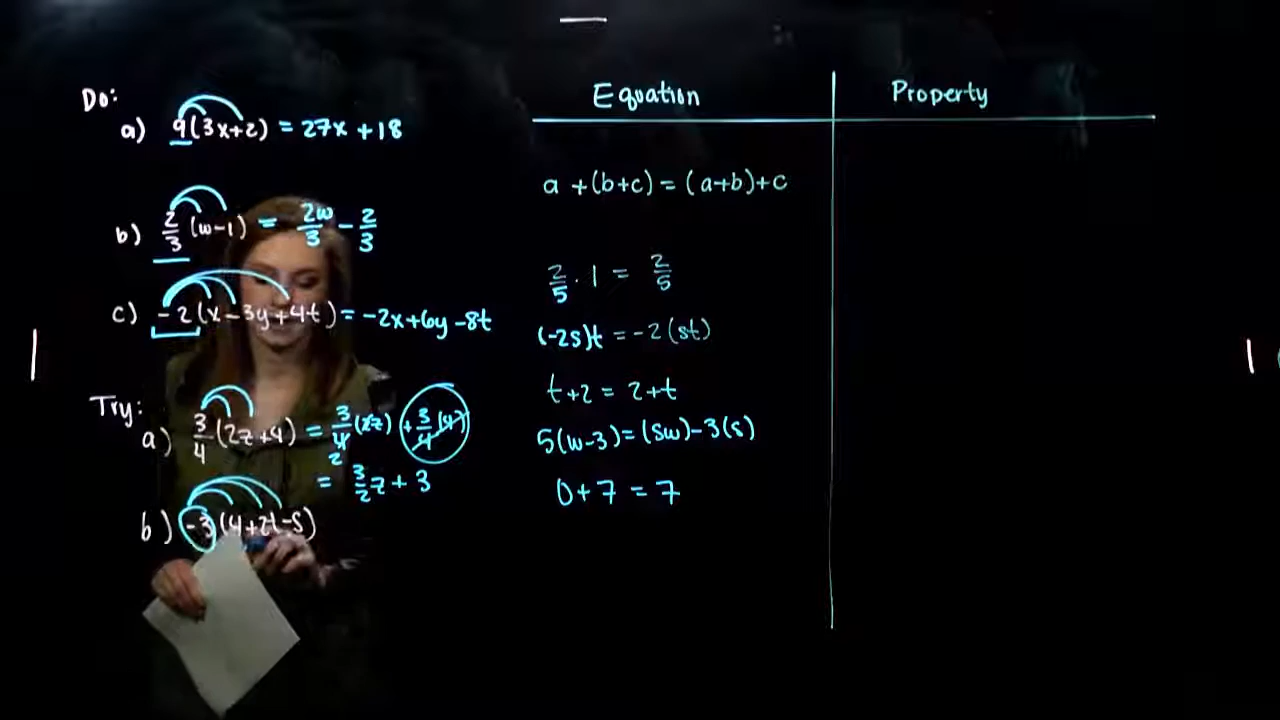 Do:
a) 9(3x+2) = 27x + 18
b) 2/3 (w-1) = 2w/3 - 2/3
c) -2(x-3y+4t) = -2x+6y-8t
Try:
a) 3/4 (2z+4) = 3/4 (2z) + 3/4 (4)
2
= 3/2 z + 3
b) -3(4+2t-s)
Equation Property
a + (b+c) = (a+b)+c
2/5 · 1 = 2/5
(-2s)t = -2(st)
t+2 = 2+t
5(w-3) = (5w)-3(5)
0+7 = 7